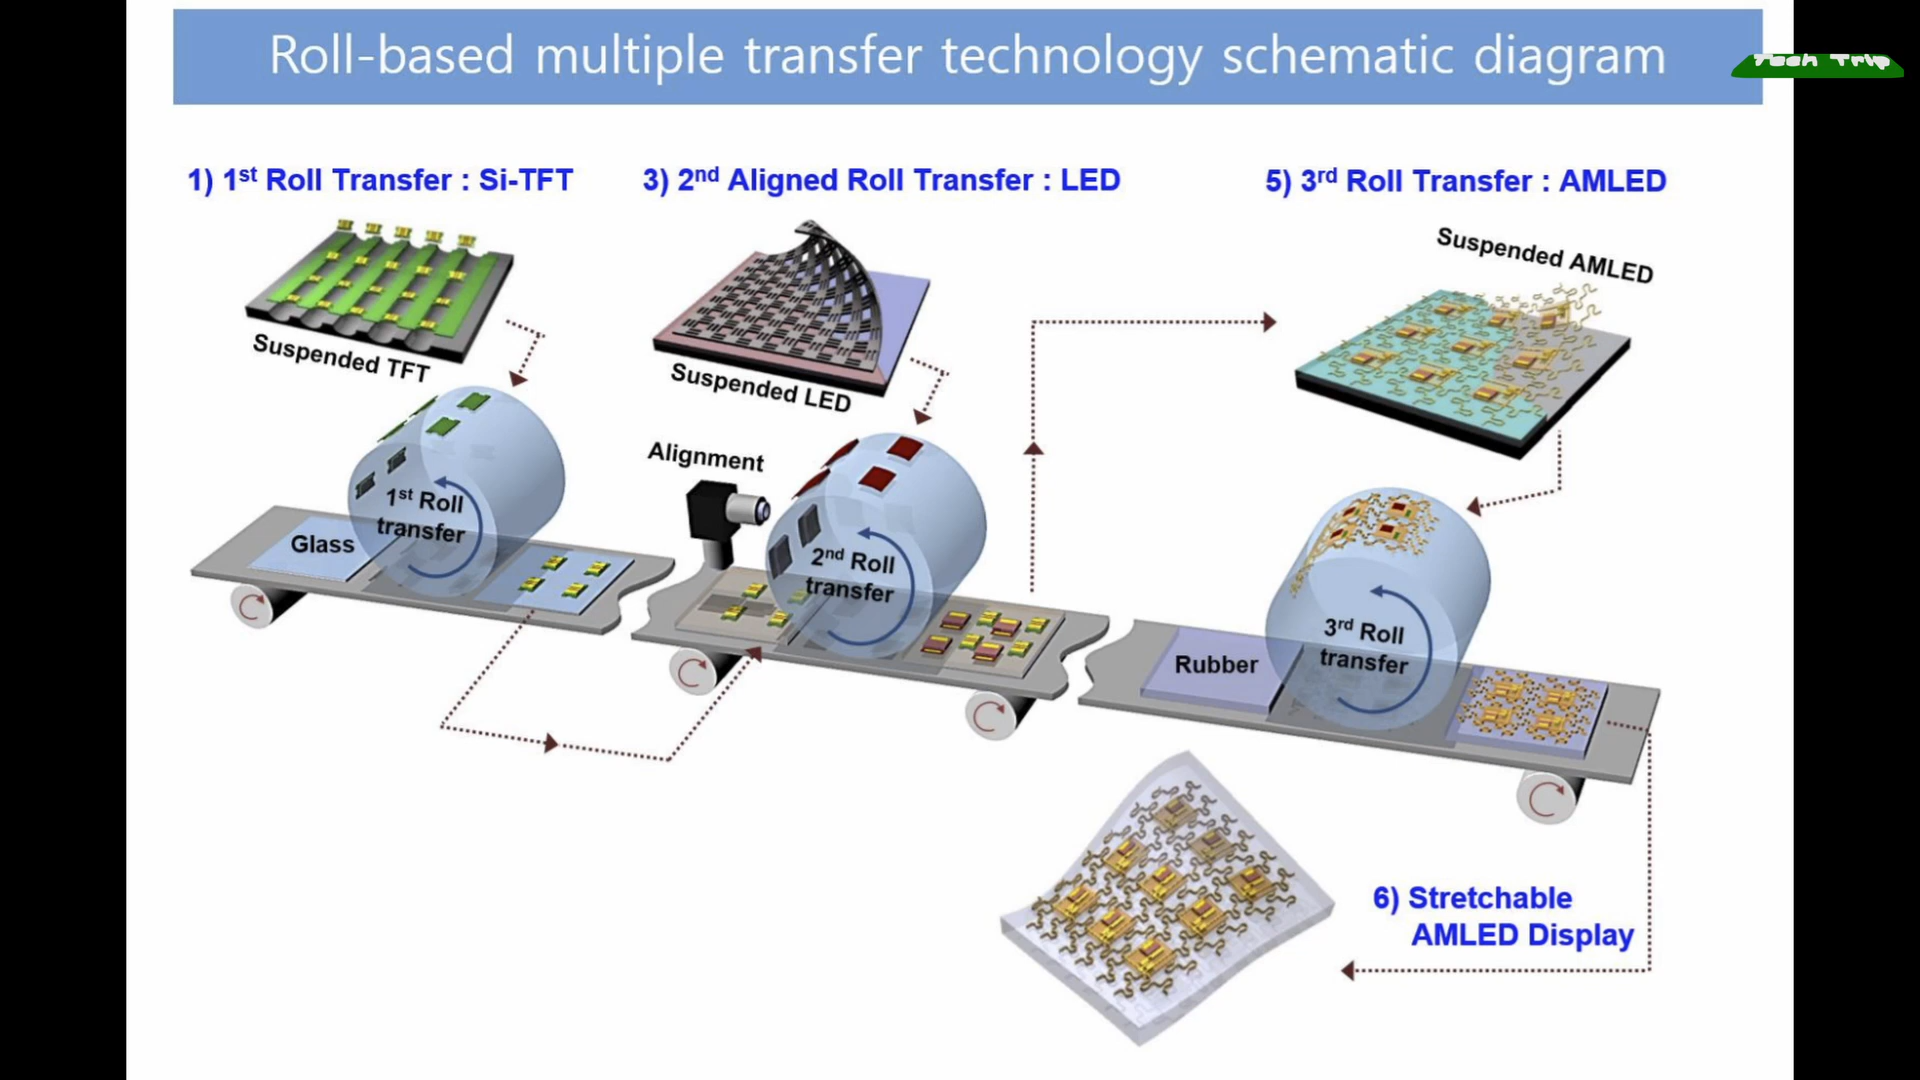 Roll-based multiple transfer technology schematic diagram
Tech Trip
1) 1st Roll Transfer : Si-TFT
3) 2nd Aligned Roll Transfer : LED
5) 3rd Roll Transfer : AMLED
Suspended TFT
Suspended LED
Suspended AMLED
Alignment
Glass
1st Roll
transfer
2nd Roll
transfer
Rubber
3rd Roll
transfer
6) Stretchable
AMLED Display